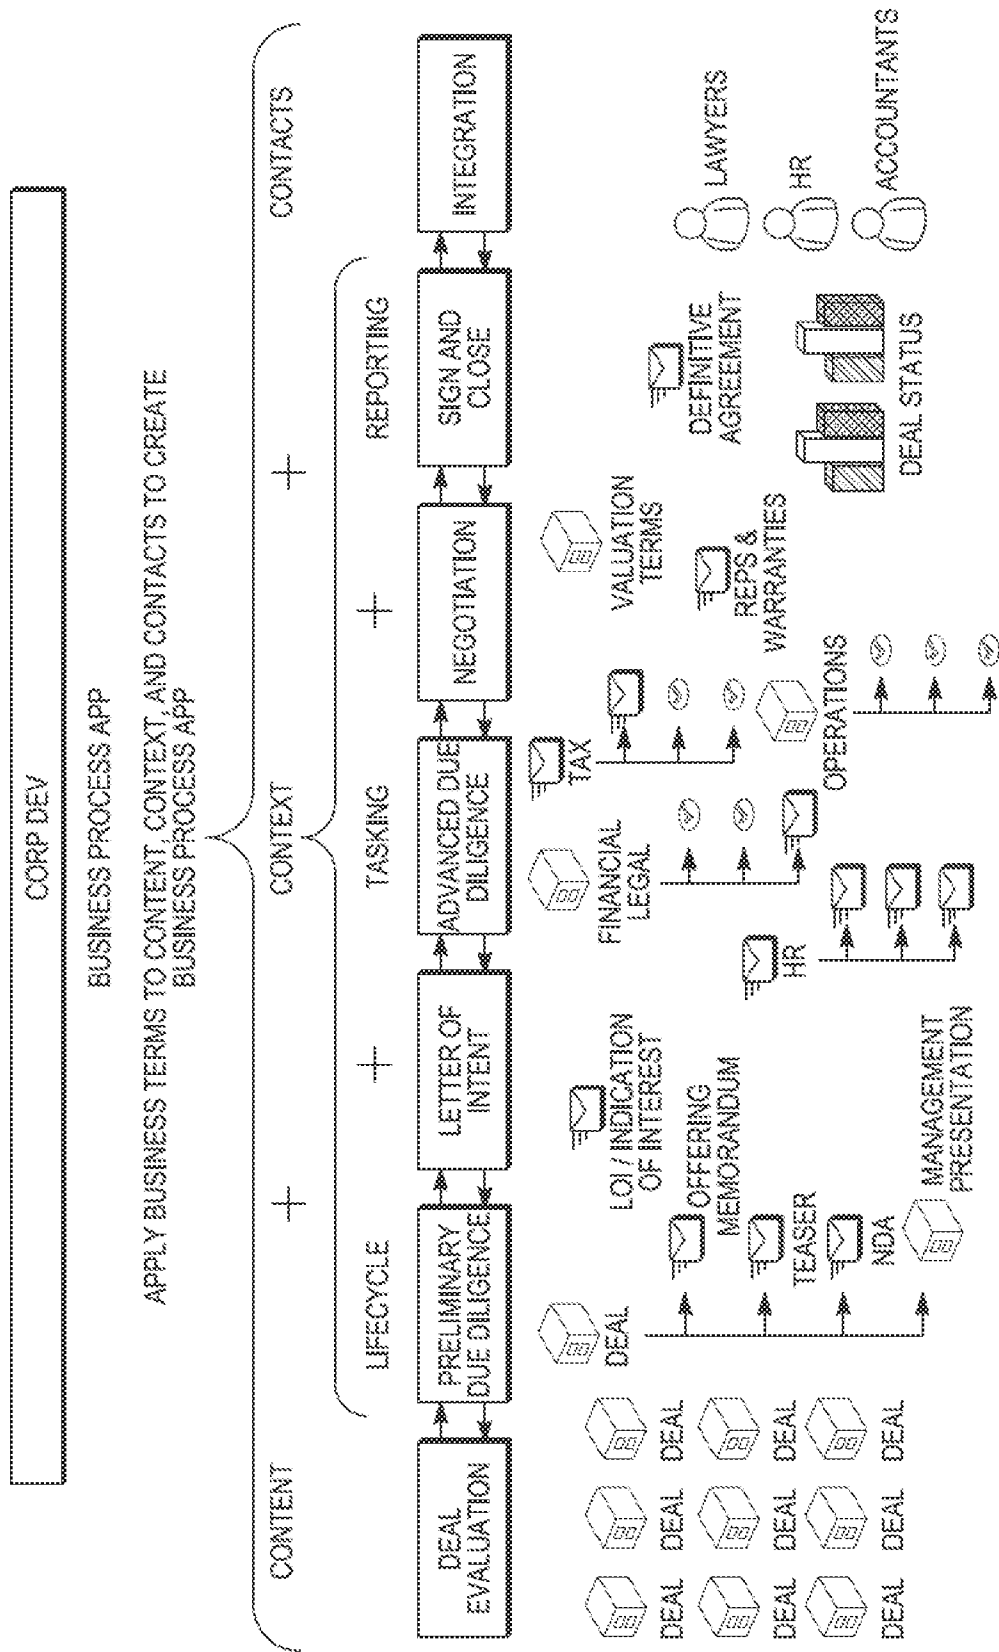 CORP DEV
BUSINESS PROCESS APP
APPLY BUSINESS TERMS TO CONTENT, CONTEXT, AND CONTACTS TO CREATE
BUSINESS PROCESS APP
CONTENT
+
CONTEXT
+
CONTACTS
LIFECYCLE
+
TASKING
+
REPORTING
DEAL
EVALUATION
PRELIMINARY
DUE DILIGENCE
LETTER OF
INTENT
ADVANCED DUE
DILIGENCE
NEGOTIATION
SIGN AND
CLOSE
INTEGRATION
DEAL
DEAL
DEAL
DEAL
DEAL
DEAL
DEAL
DEAL
DEAL
DEAL
OFFERING
MEMORANDUM
TEASER
NDA
MANAGEMENT
PRESENTATION
LOI / INDICATION
OF INTEREST
FINANCIAL
LEGAL
HR
TAX
OPERATIONS
VALUATION
TERMS
REPS &
WARRANTIES
DEFINITIVE
AGREEMENT
DEAL STATUS
LAWYERS
HR
ACCOUNTANTS